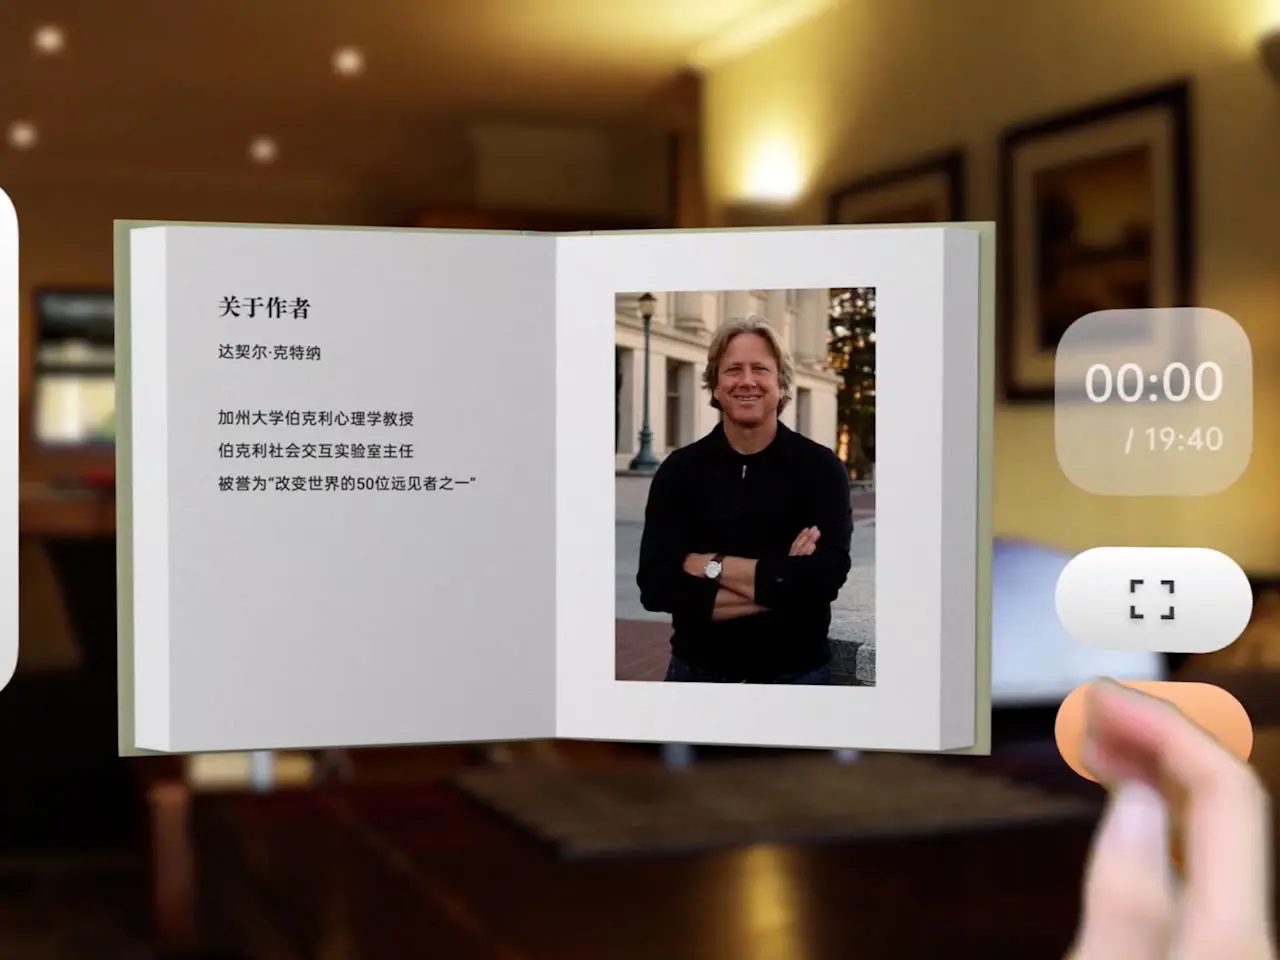 关于作者
达契尔·克特纳
加州大学伯克利心理学教授
伯克利社会交互实验室主任
被誉为“改变世界的50位远见者之一”
00:00
/ 19:40